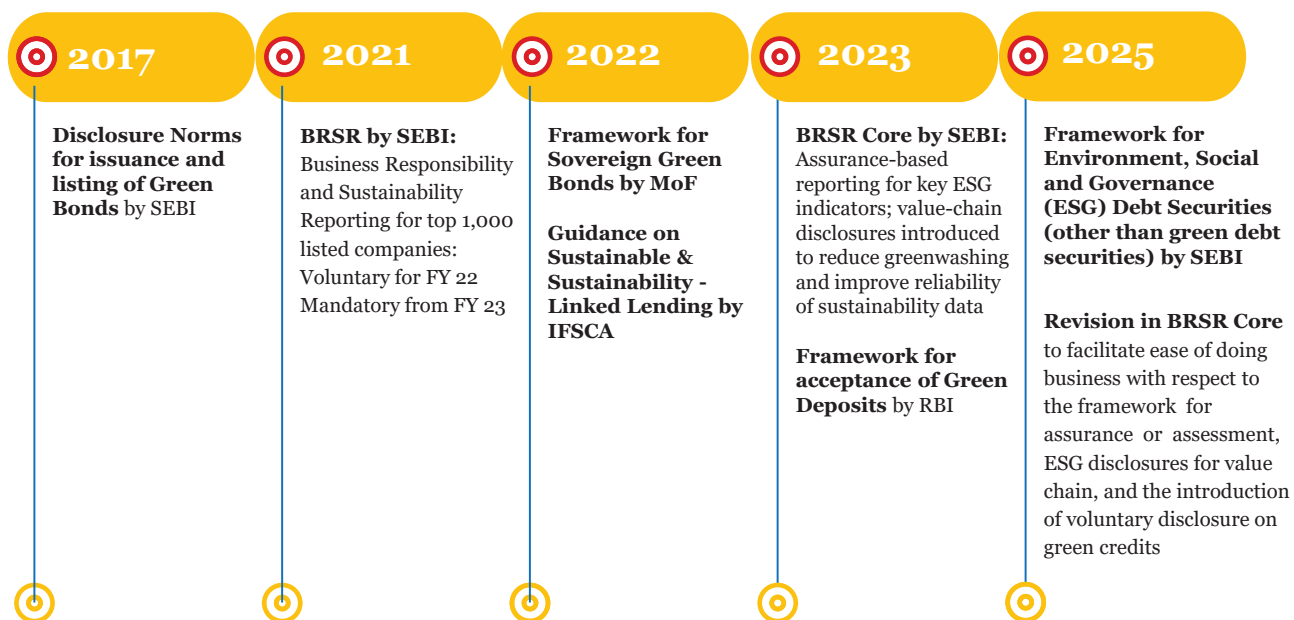 2017
Disclosure Norms
for issuance and
listing of Green
Bonds by SEBI
2021
BRSR by SEBI:
Business Responsibility
and Sustainability
Reporting for top 1,000
listed companies:
Voluntary for FY 22
Mandatory from FY 23
2022
Framework for
Sovereign Green
Bonds by MoF
Guidance on
Sustainable &
Sustainability -
Linked Lending by
IFSCA
2023
BRSR Core by SEBI:
Assurance-based
reporting for key ESG
indicators; value-chain
disclosures introduced
to reduce greenwashing
and improve reliability
of sustainability data
Framework for
acceptance of Green
Deposits by RBI
2025
Framework for
Environment, Social
and Governance
(ESG) Debt Securities
(other than green debt
securities) by SEBI
Revision in BRSR Core
to facilitate ease of doing
business with respect to
the framework for
assurance or assessment,
ESG disclosures for value
chain, and the introduction
of voluntary disclosure on
green credits